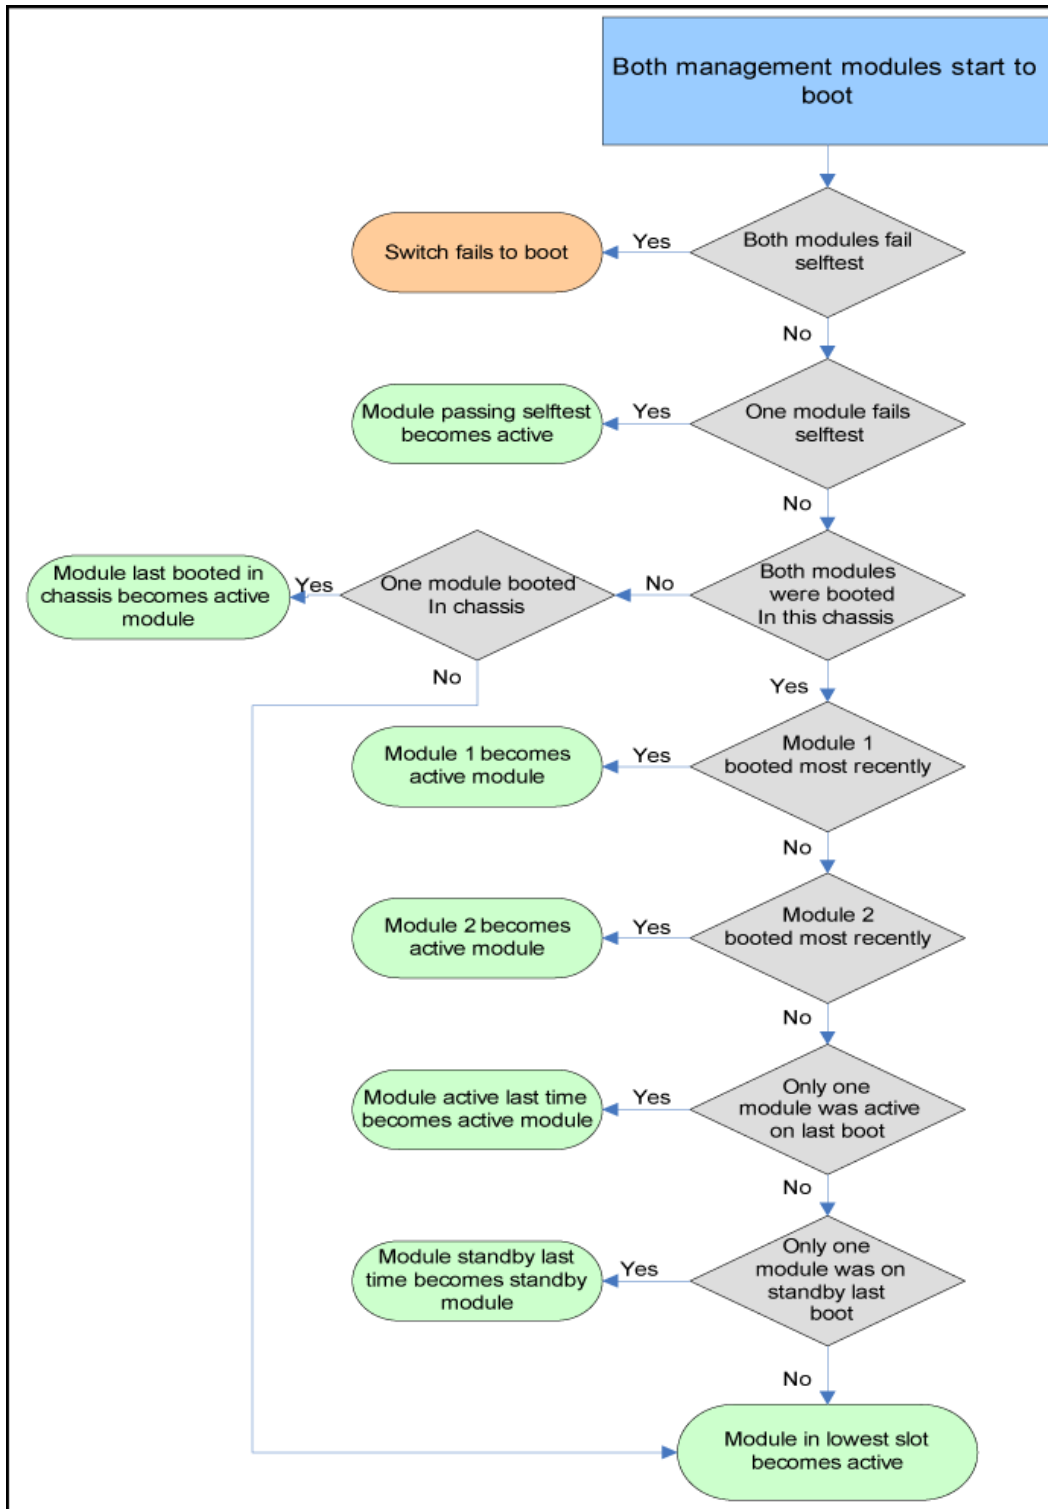 Both management modules start to
boot
Both modules fail
selftest
Yes
Switch fails to boot
No
One module fails
selftest
Yes
Module passing selftest
becomes active
No
Both modules
were booted
In this chassis
No
One module booted
In chassis
Yes
Module last booted in
chassis becomes active
module
No
Yes
Module 1
booted most recently
Yes
Module 1 becomes
active module
No
Module 2
booted most recently
Yes
Module 2 becomes
active module
No
Only one
module was active
on last boot
Yes
Module active last time
becomes active module
No
Only one
module was on
standby last
boot
Yes
Module standby last
time becomes standby
module
No
Module in lowest slot
becomes active